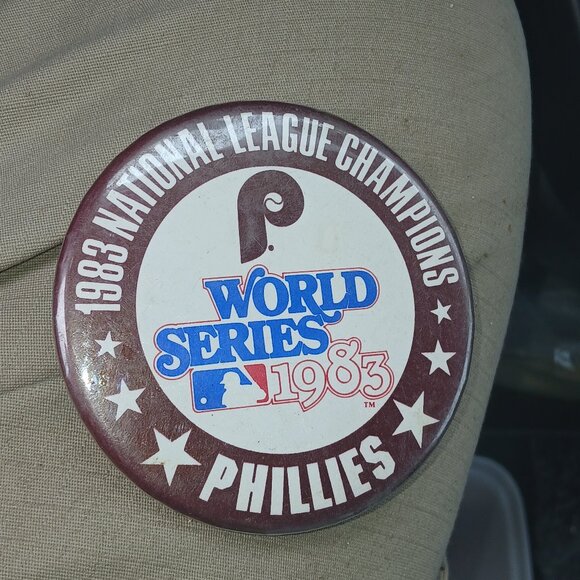 1983 NATIONAL LEAGUE CHAMPIONS
P
WORLD
SERIES
1983
TM
PHILLIES